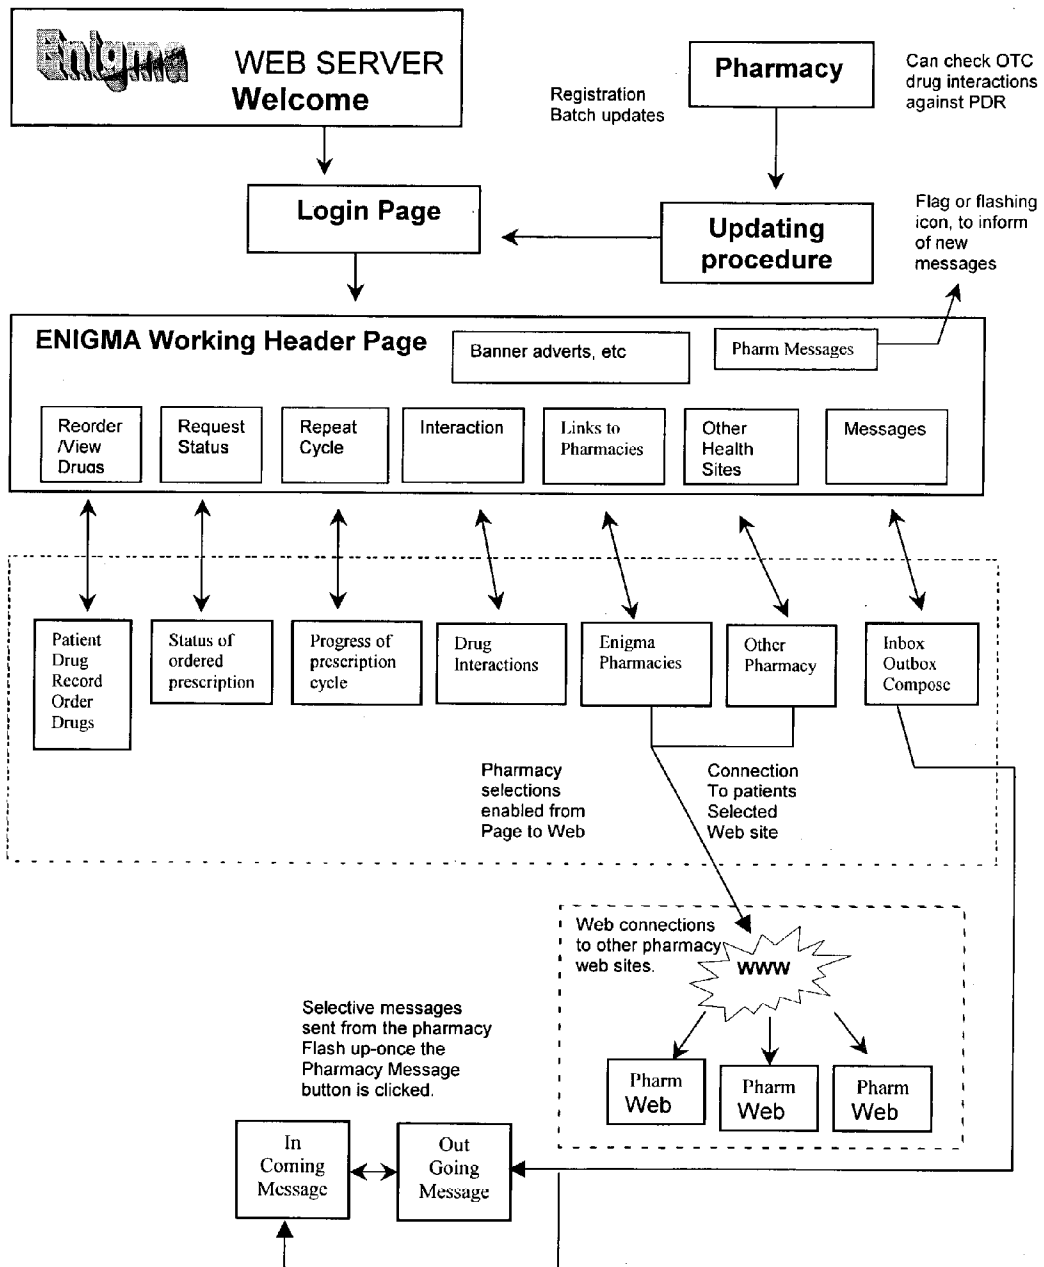 Enigma
WEB SERVER
Welcome
Pharmacy
Can check OTC
drug interactions
against PDR
Registration
Batch updates
Login Page
Updating
procedure
Flag or flashing
icon, to inform
of new
messages
ENIGMA Working Header Page
Banner adverts, etc
Pharm Messages
Reorder
/View
Drugs
Request
Status
Repeat
Cycle
Interaction
Links to
Pharmacies
Other
Health
Sites
Messages
Patient
Drug
Record
Order
Drugs
Status of
ordered
prescription
Progress of
prescription
cycle
Drug
Interactions
Enigma
Pharmacies
Other
Pharmacy
Inbox
Outbox
Compose
Pharmacy
selections
enabled from
Page to Web
Connection
To patients
Selected
Web site
Web connections
to other pharmacy
web sites.
WWW
Selective messages
sent from the pharmacy
Flash up-once the
Pharmacy Message
button is clicked.
Pharm
Web
Pharm
Web
Pharm
Web
In
Coming
Message
Out
Going
Message